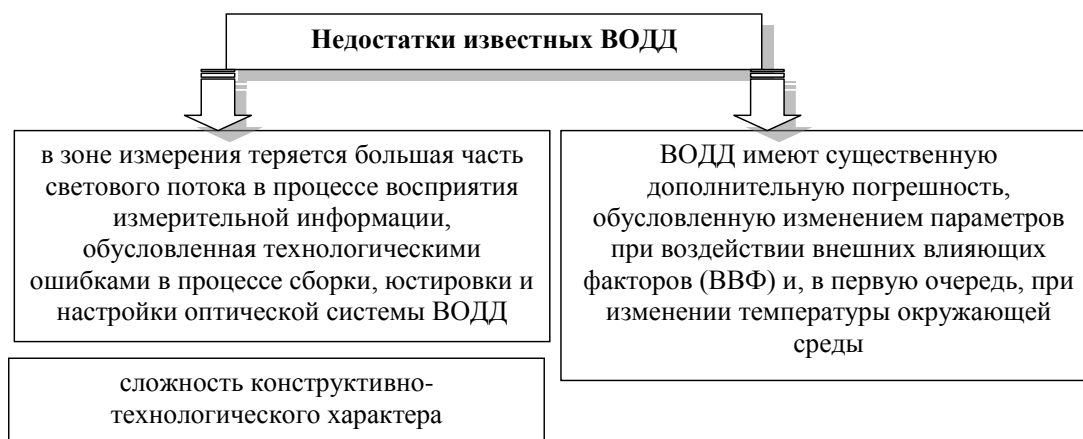 Недостатки известных ВОДД
в зоне измерения теряется большая часть
светового потока в процессе восприятия
измерительной информации,
обусловленная технологическими
ошибками в процессе сборки, юстировки и
настройки оптической системы ВОДД
ВОДД имеют существенную
дополнительную погрешность,
обусловленную изменением параметров
при воздействии внешних влияющих
факторов (ВВФ) и, в первую очередь, при
изменении температуры окружающей
среды
сложность конструктивно-
технологического характера